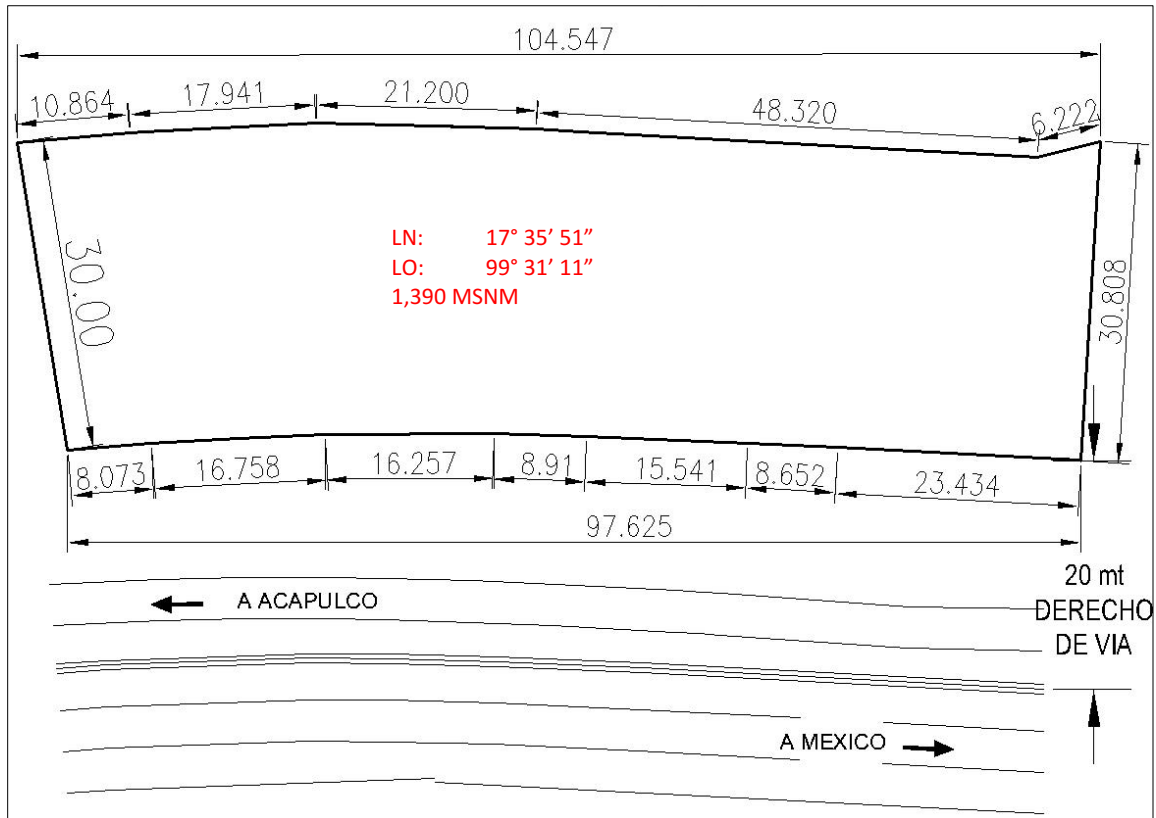 104.547
10.864
17.941
21.200
48.320
6.222
30.00
LN: 17° 35' 51"
LO: 99° 31' 11"
1,390 MSNM
30.808
8.073
16.758
16.257
8.91
15.541
8.652
23.434
97.625
20 mt
DERECHO
DE VIA
A ACAPULCO
A MEXICO